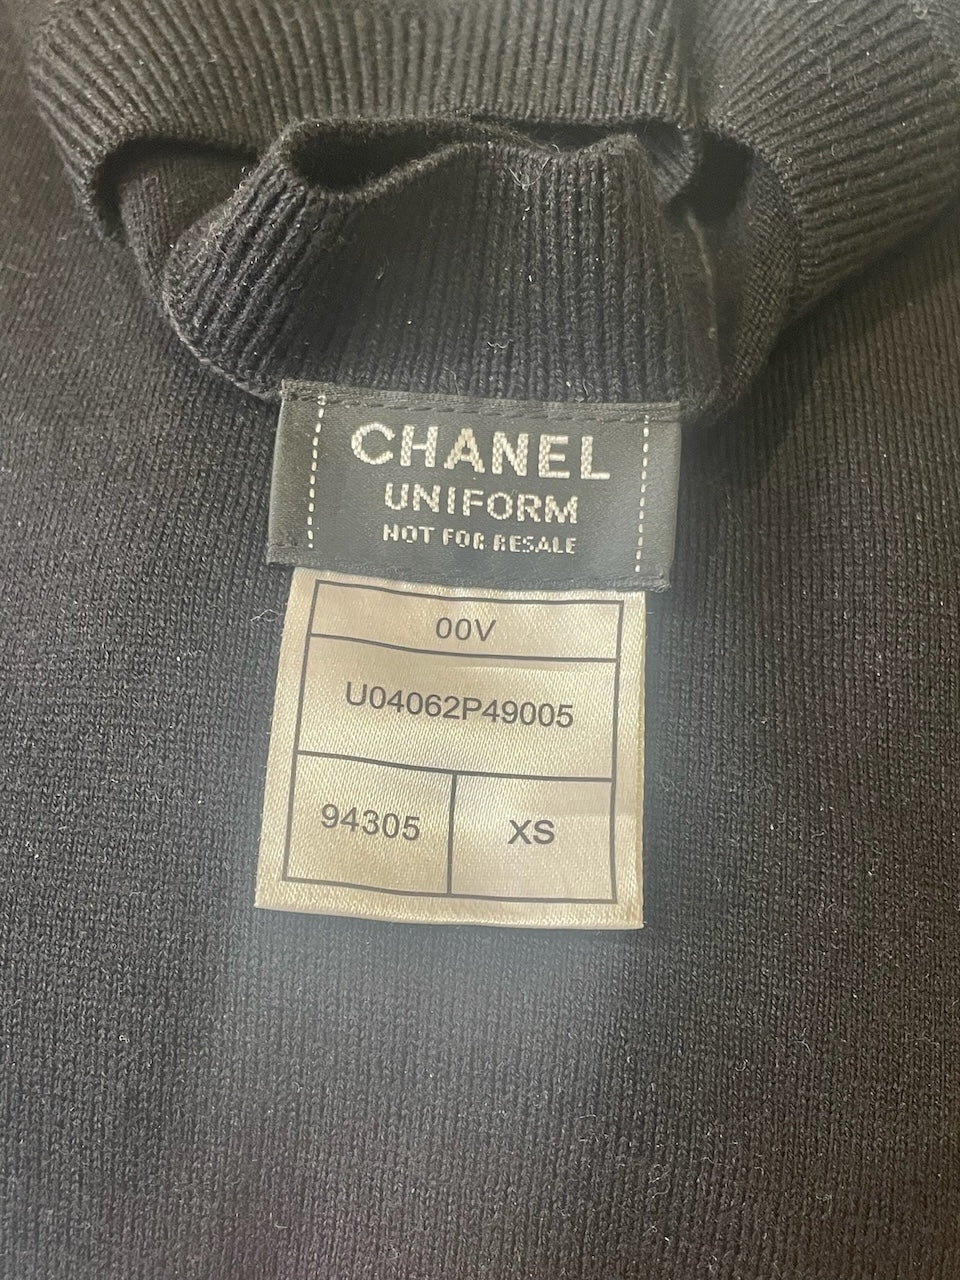 CHANEL
UNIFORM
NOT FOR RESALE
00V
U04062P49005
94305
XS